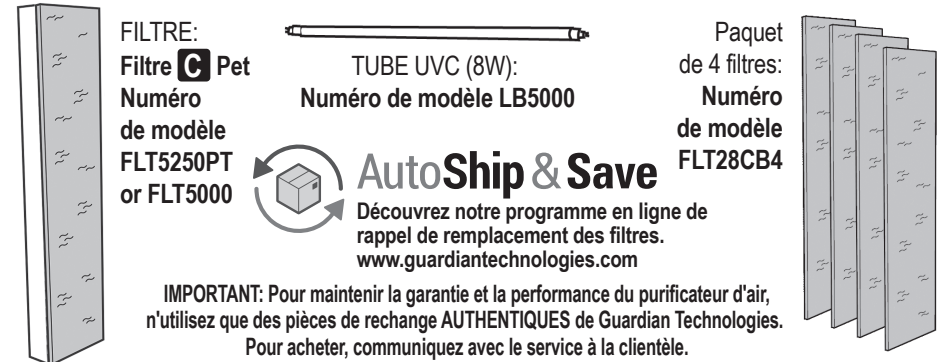 FILTRE:
Filtre C Pet
Numéro
de modèle
FLT5250PT
or FLT5000
TUBE UVC (8W):
Numéro de modèle LB5000
Paquet
de 4 filtres:
Numéro
de modèle
FLT28CB4
AutoShip & Save
Découvrez notre programme en ligne de
rappel de remplacement des filtres.
www.guardiantechnologies.com
IMPORTANT: Pour maintenir la garantie et la performance du purificateur d'air,
n'utilisez que des pièces de rechange AUTHENTIQUES de Guardian Technologies.
Pour acheter, communiquez avec le service à la clientèle.